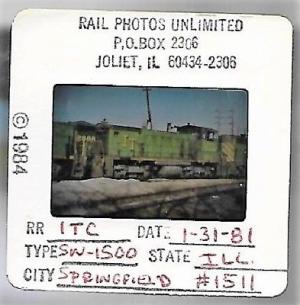 RAIL PHOTOS UNLIMITED
P.O.BOX 2306
JOLIET, IL 60434-2306
©1984
RR ITC DATE 1-31-81
TYPE SW-1500 STATE ILL.
CITY SPRINGFIELD #1511